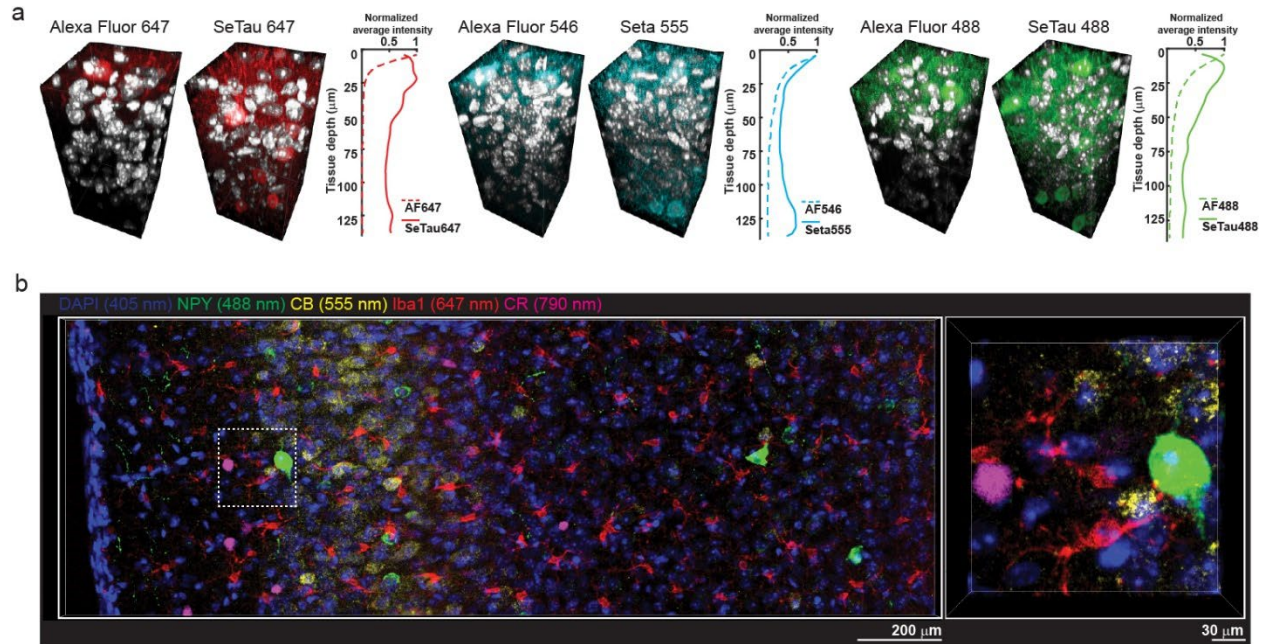 a
Alexa Fluor 647
SeTau 647
Normalized
average intensity
0.5 1
0
25
50
75
100
125
Tissue depth (μm)
AF647
SeTau647
Alexa Fluor 546
Seta 555
Normalized
average intensity
0.5 1
0
25
50
75
100
125
Tissue depth (μm)
AF546
Seta555
Alexa Fluor 488
SeTau 488
Normalized
average intensity
0.5 1
0
25
50
75
100
125
Tissue depth (μm)
AF488
SeTau488
b
DAPI (405 nm) NPY (488 nm) CB (555 nm) Iba1 (647 nm) CR (790 nm)
200 μm
30 μm